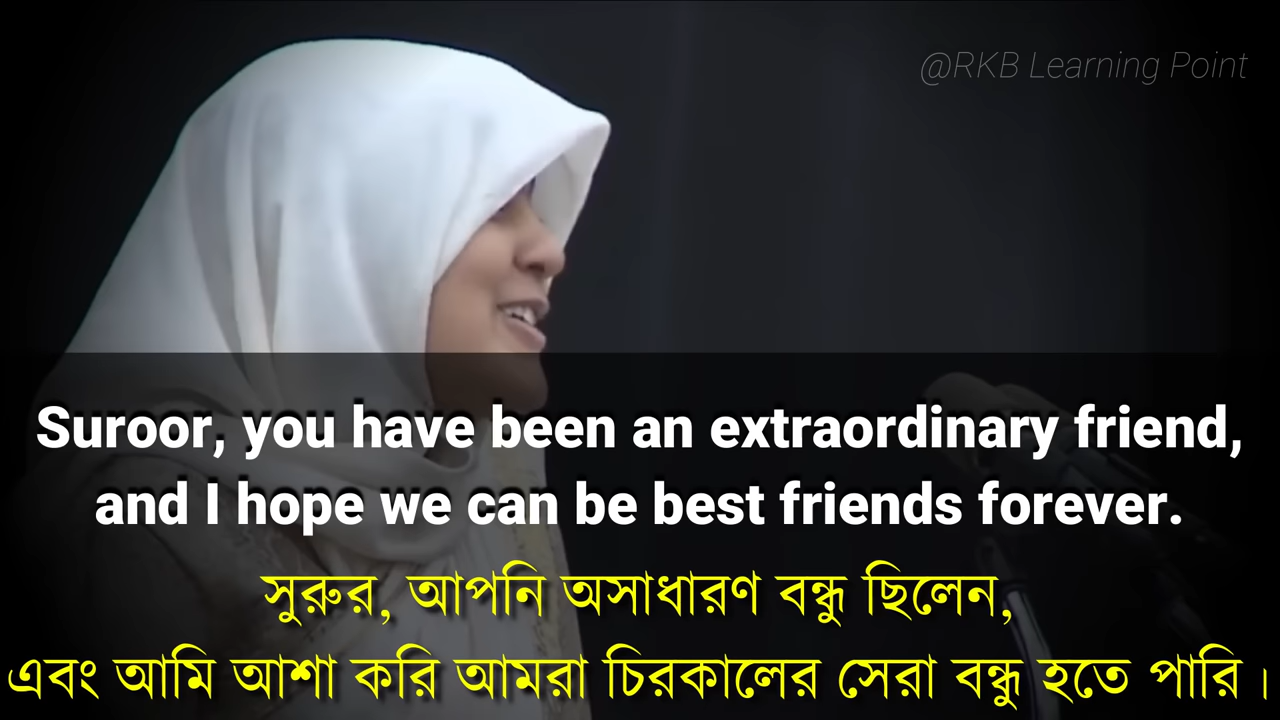 @RKB Learning Point
Suroor, you have been an extraordinary friend,
and I hope we can be best friends forever.
সুরুর, আপনি অসাধারণ বন্ধু ছিলেন,
এবং আমি আশা করি আমরা চিরকালের সেরা বন্ধু হতে পারি।